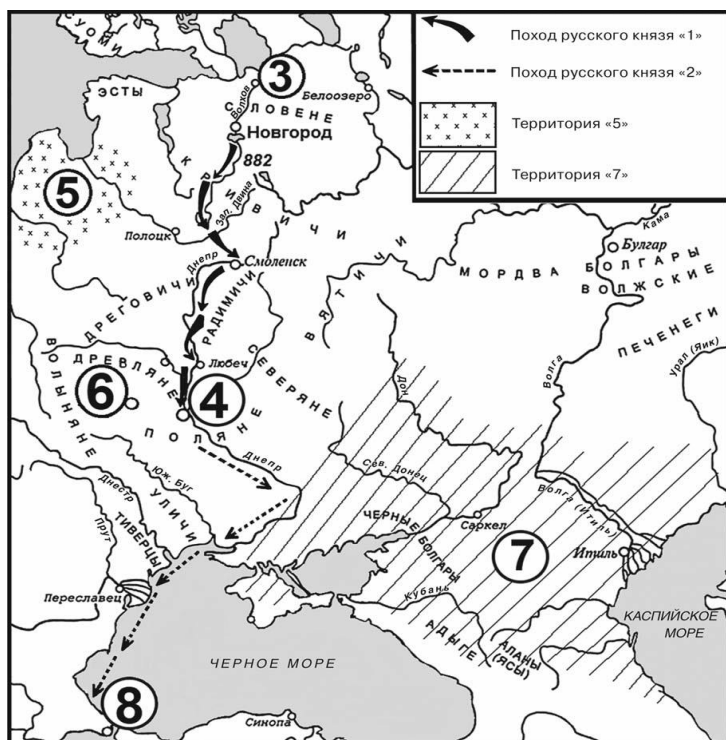 Поход русского князя «1»
Поход русского князя «2»
Территория «5»
Территория «7»
СУОМИ
3
Белоозеро
ЭСТЫ
Волхов
СЛОВЕНЕ
Новгород
882
КРИВИЧИ
5
Зап. Двина
Полоцк
Кама
Булгар
Днепр
Смоленск
ВЯТИЧИ
МОРДВА
БОЛГАРЫ
ВОЛЖСКИЕ
ДРЕГОВИЧИ
РАДИМИЧИ
ПЕЧЕНЕГИ
Урал (Яик)
ВОЛЫНЯНЕ
ДРЕВЛЯНЕ
Любеч
СЕВЕРЯНЕ
Волга
6
4
Дон
ПОЛЯНЕ
Днепр
Сев. Донец
Юж. Буг
Днестр
УЛИЧИ
Волга (Итиль)
Прут
ТИВЕРЦЫ
ЧЕРНЫЕ БОЛГАРЫ
Саркел
7
Итиль
Переславец
Кубань
КАСПИЙСКОЕ
МОРЕ
АДЫГЕ
АЛАНЫ
(ЯСЫ)
ЧЕРНОЕ МОРЕ
8
Синопа